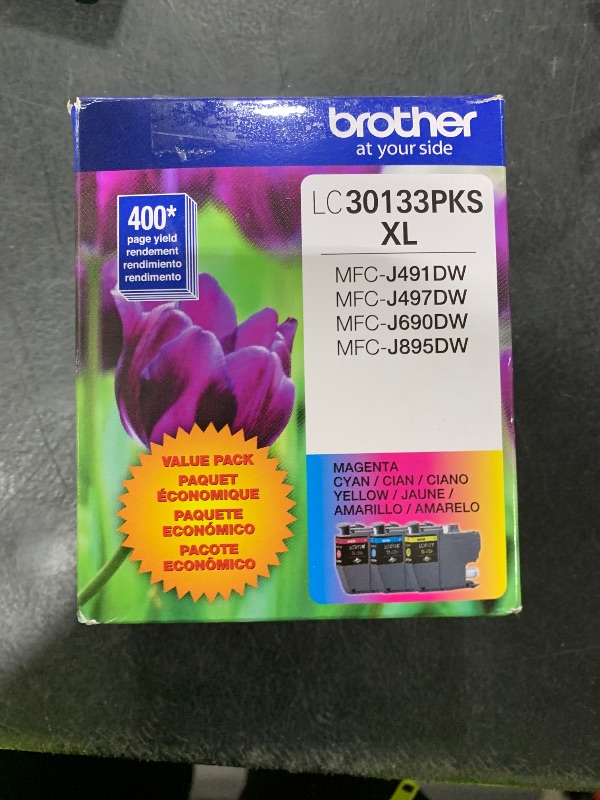 brother
at your side
400*
page yield
rendement
rendimiento
rendimento
LC30133PKS
XL
MFC-J491DW
MFC-J497DW
MFC-J690DW
MFC-J895DW
VALUE PACK
PAQUET
ÉCONOMIQUE
PAQUETE
ECONÓMICO
PACOTE
ECONÔMICO
MAGENTA
CYAN / CIAN / CIANO
YELLOW / JAUNE /
AMARILLO / AMARELO